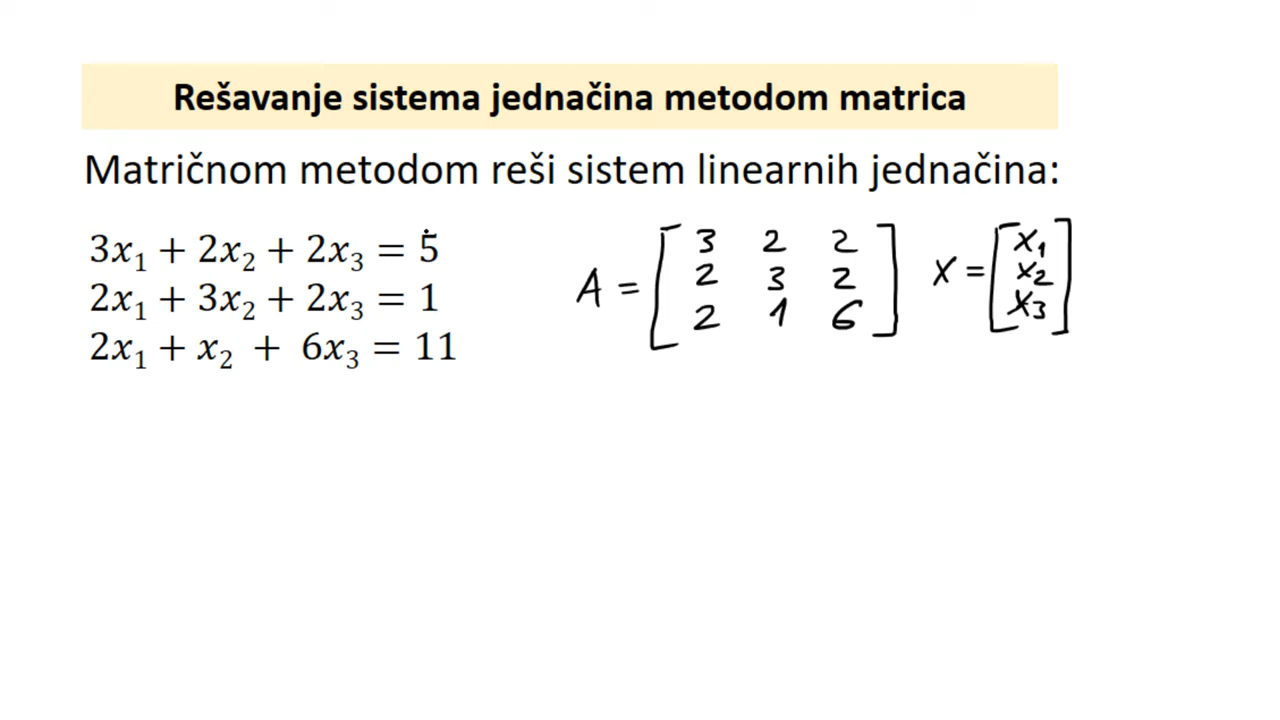 Rešavanje sistema jednačina metodom matrica
Matričnom metodom reši sistem linearnih jednačina:
3x₁ + 2x₂ + 2x₃ = 5
2x₁ + 3x₂ + 2x₃ = 1
2x₁ + x₂ + 6x₃ = 11
A = [ 3 2 2
2 3 2
2 1 6 ]
X = [ x₁
x₂
x₃ ]